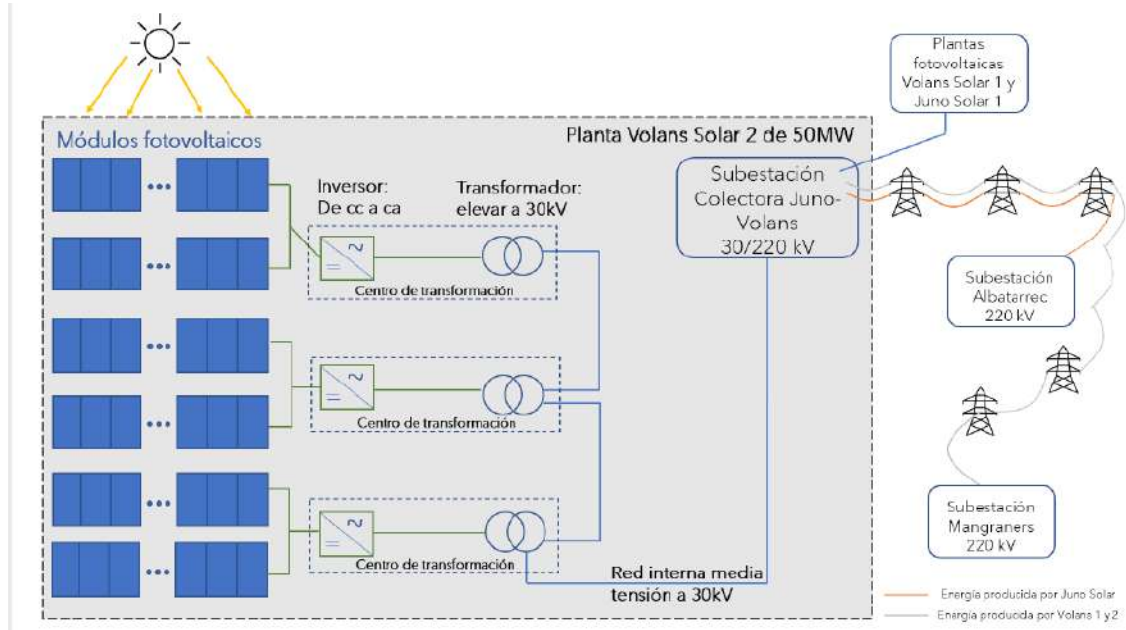 Plantas
fotovoltaicas
Volans Solar 1 y
Juno Solar 1
Módulos fotovoltaicos
Planta Volans Solar 2 de 50MW
Inversor:
De cc a ca
Transformador:
elevar a 30kV
Subestación
Colectora Juno-
Volans
30/220 kV
Centro de transformación
Subestación
Albatarrec
220 kV
Centro de transformación
Subestación
Mangraners
220 kV
Centro de transformación
Red interna media
tensión a 30kV
Energía producida por Juno Solar
Energía producida por Volans 1 y 2